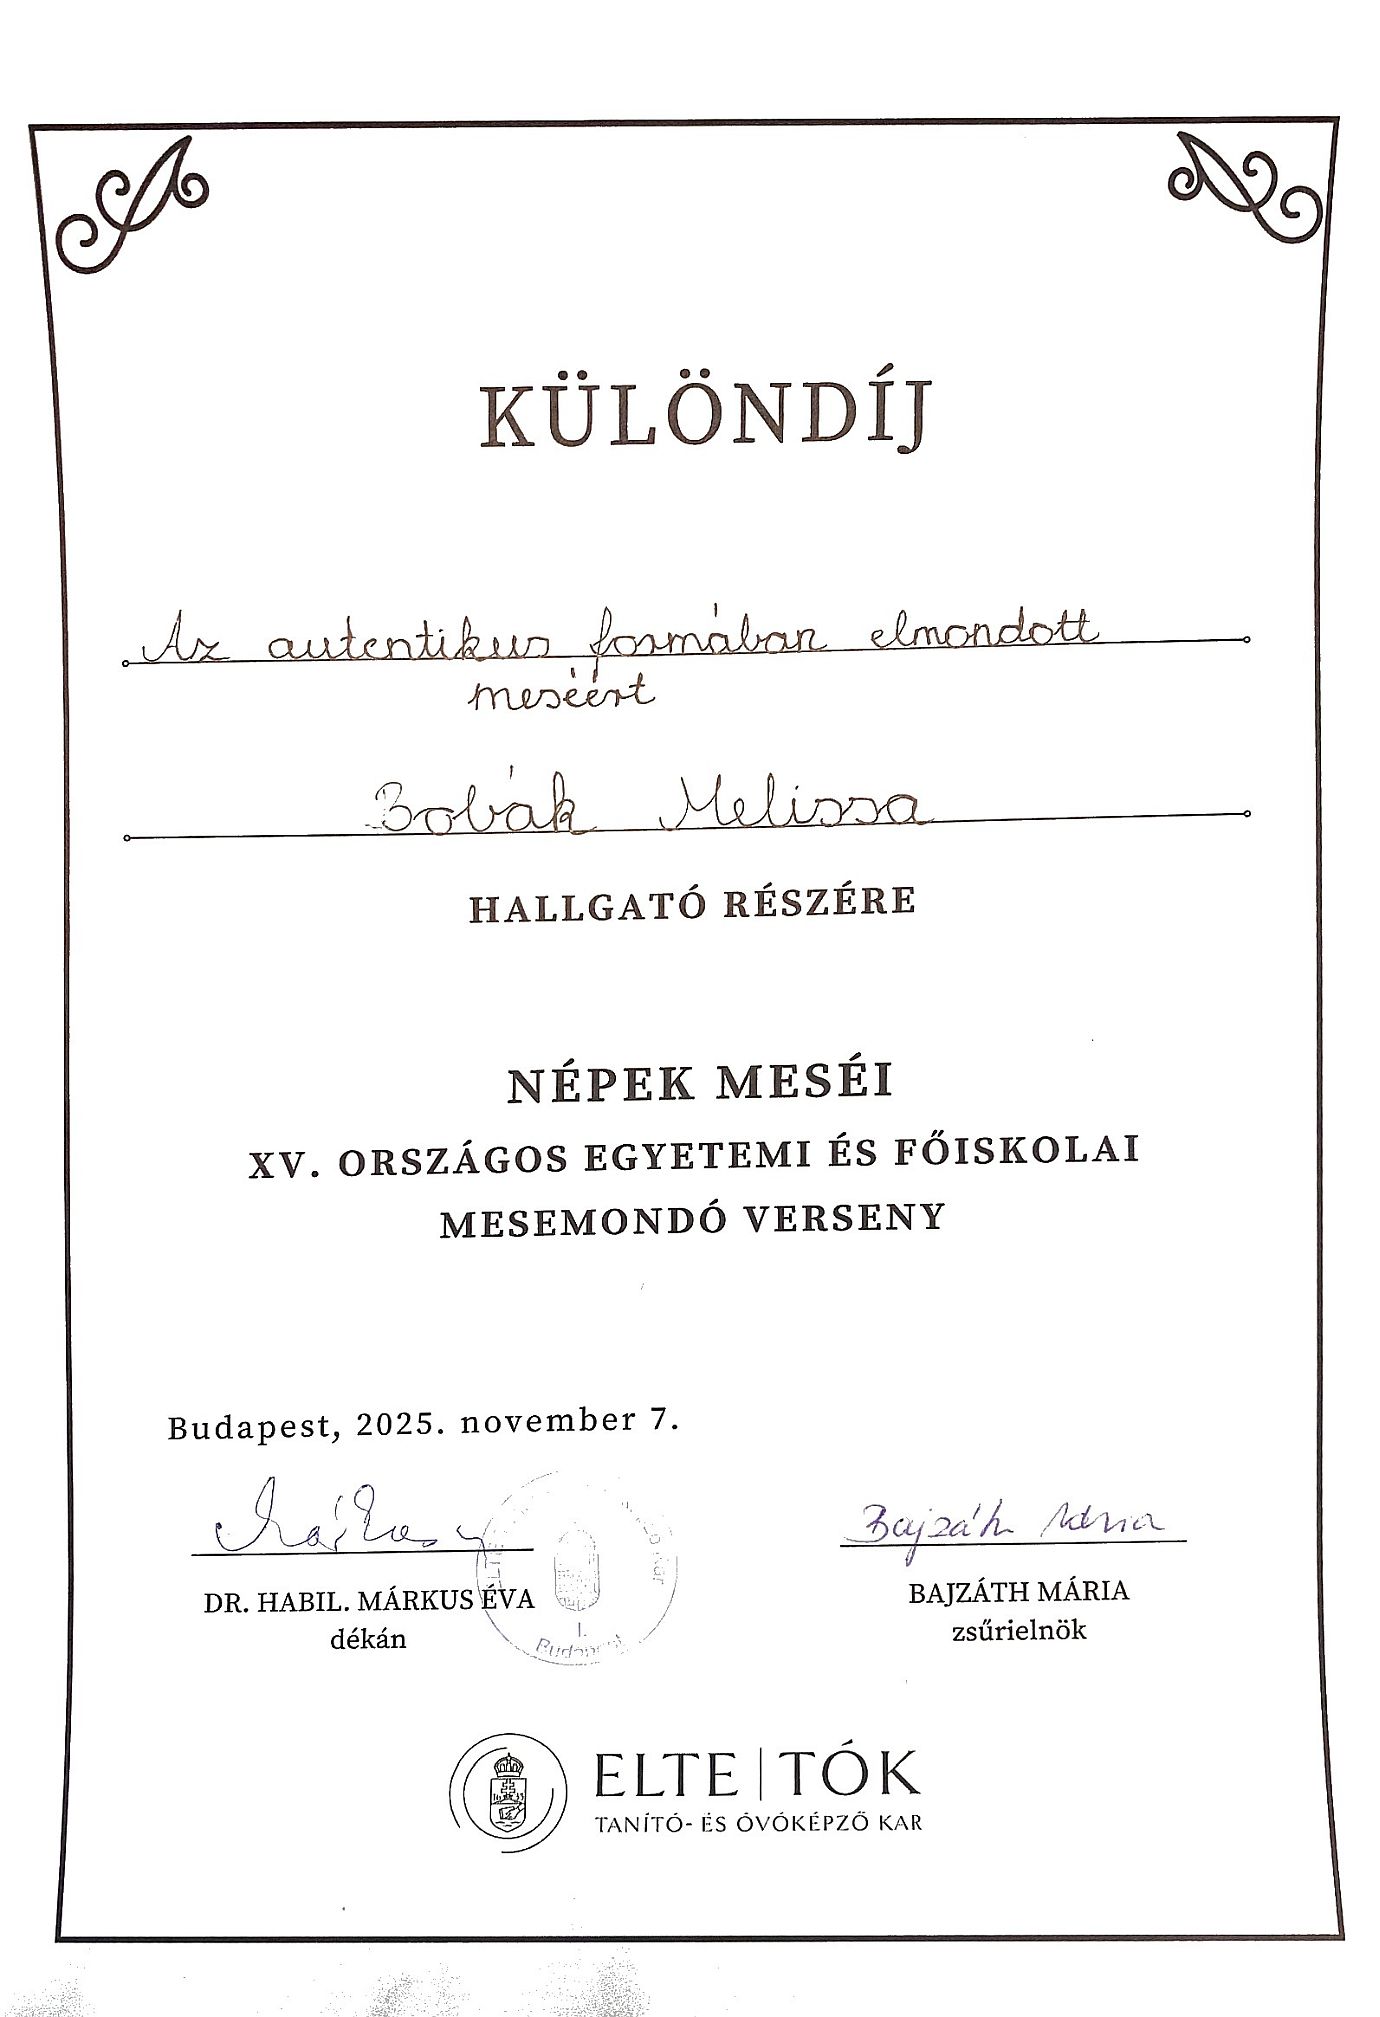 KÜLÖNDÍJ
Az autentikus formában elmondott
meséért
Bobák Melissa
HALLGATÓ RÉSZÉRE
NÉPEK MESÉI
XV. ORSZÁGOS EGYETEMI ÉS FŐISKOLAI
MESEMONDÓ VERSENY
Budapest, 2025. november 7.
Bajzáth Mária
DR. HABIL. MÁRKUS ÉVA
dékán
I.
Budapest
BAJZÁTH MÁRIA
zsűrielnök
ELTE | TÓK
TANÍTÓ- ÉS ÓVÓKÉPZŐ KAR